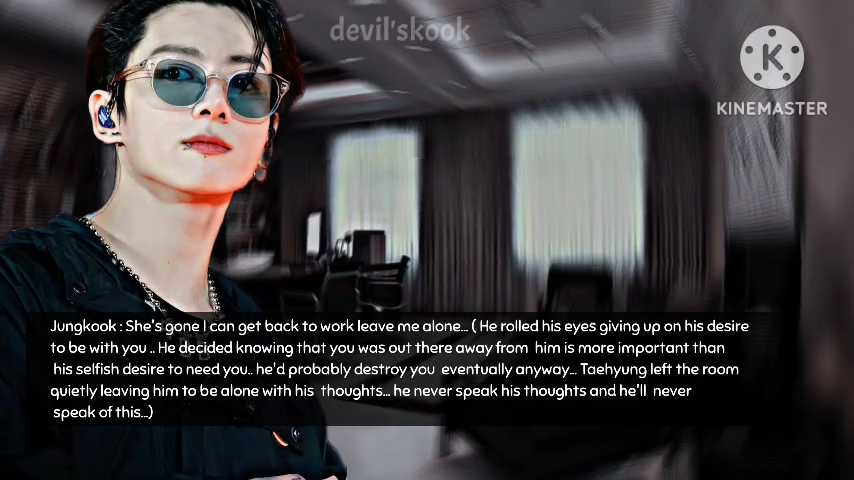 devil'skook
KINEMASTER
Jungkook : She's gone I can get back to work leave me alone... ( He rolled his eyes giving up on his desire
to be with you .. He decided knowing that you was out there away from him is more important than
his selfish desire to need you.. he'd probably destroy you eventually anyway... Taehyung left the room
quietly leaving him to be alone with his thoughts... he never speak his thoughts and he'll never
speak of this...)